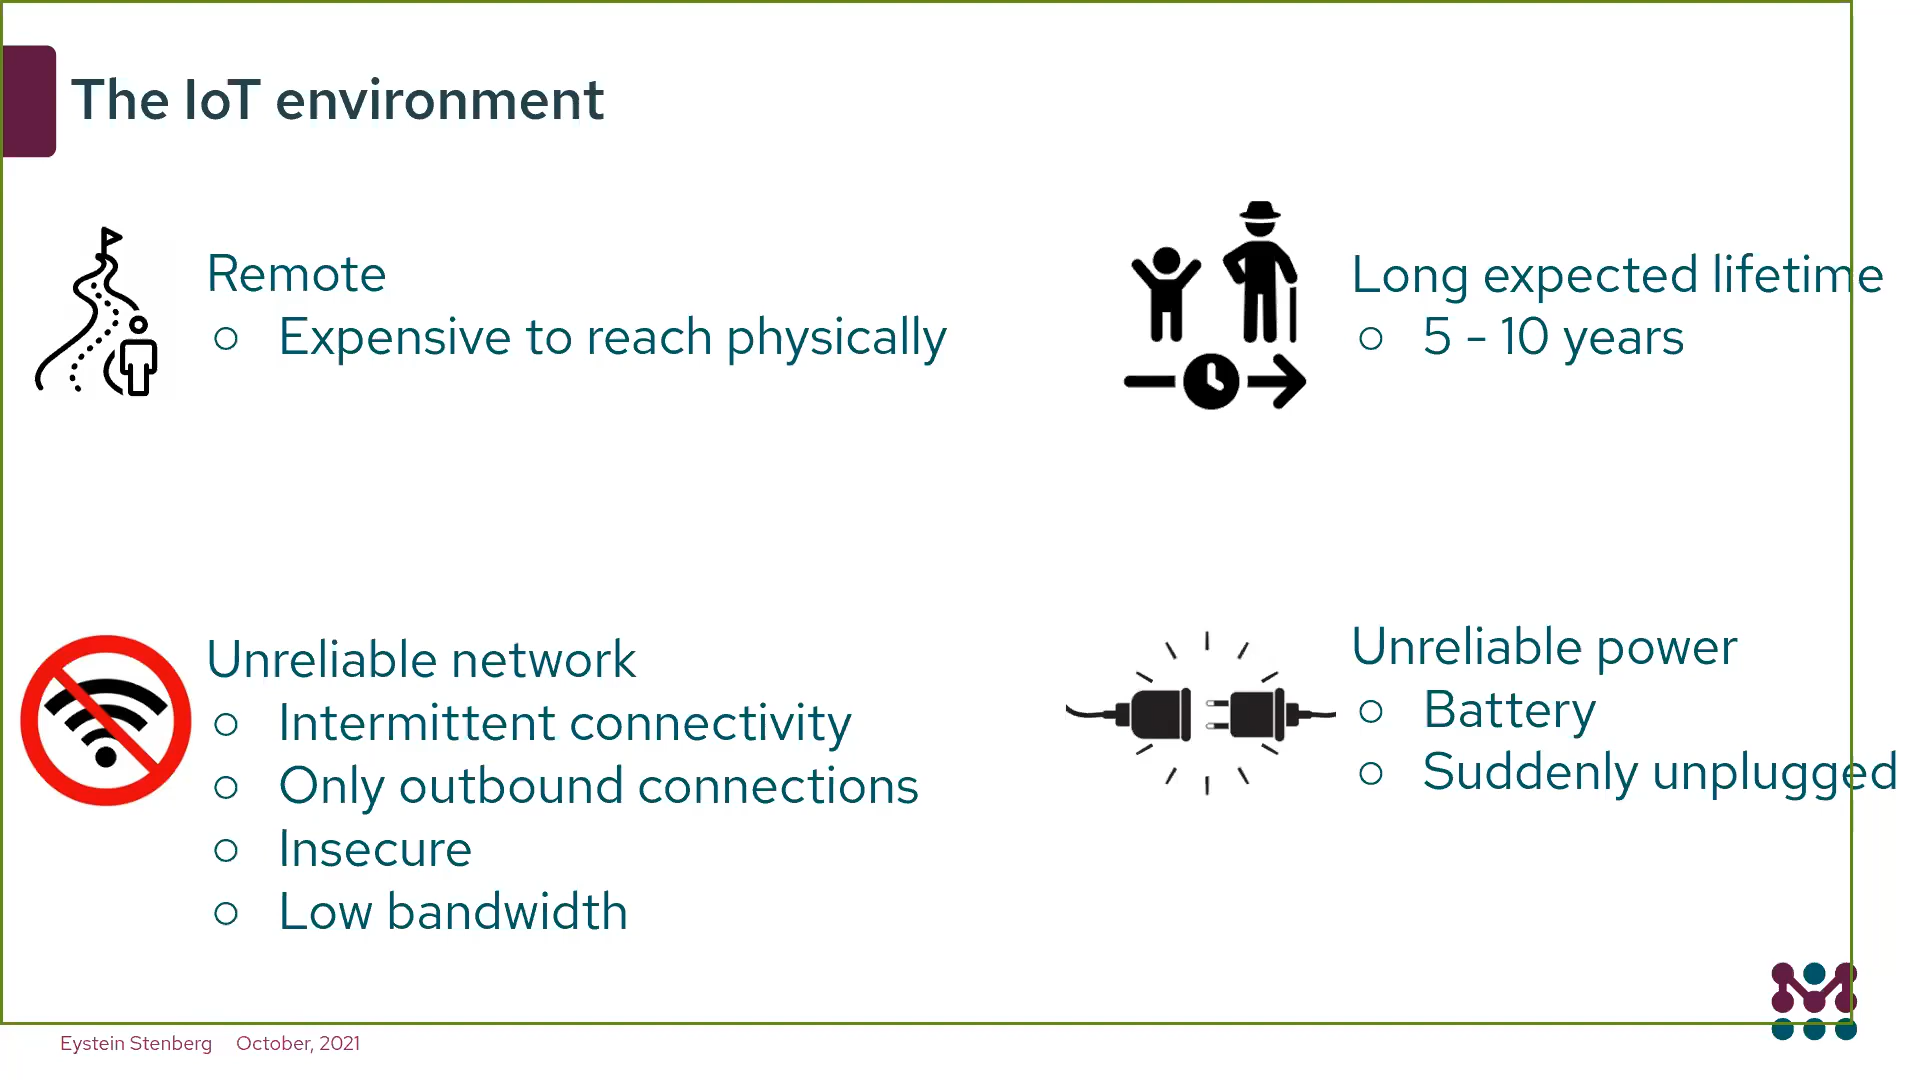 The IoT environment
Remote
○ Expensive to reach physically
Long expected lifetime
○ 5 - 10 years
Unreliable network
○ Intermittent connectivity
○ Only outbound connections
○ Insecure
○ Low bandwidth
Unreliable power
○ Battery
○ Suddenly unplugged
Eystein Stenberg October, 2021